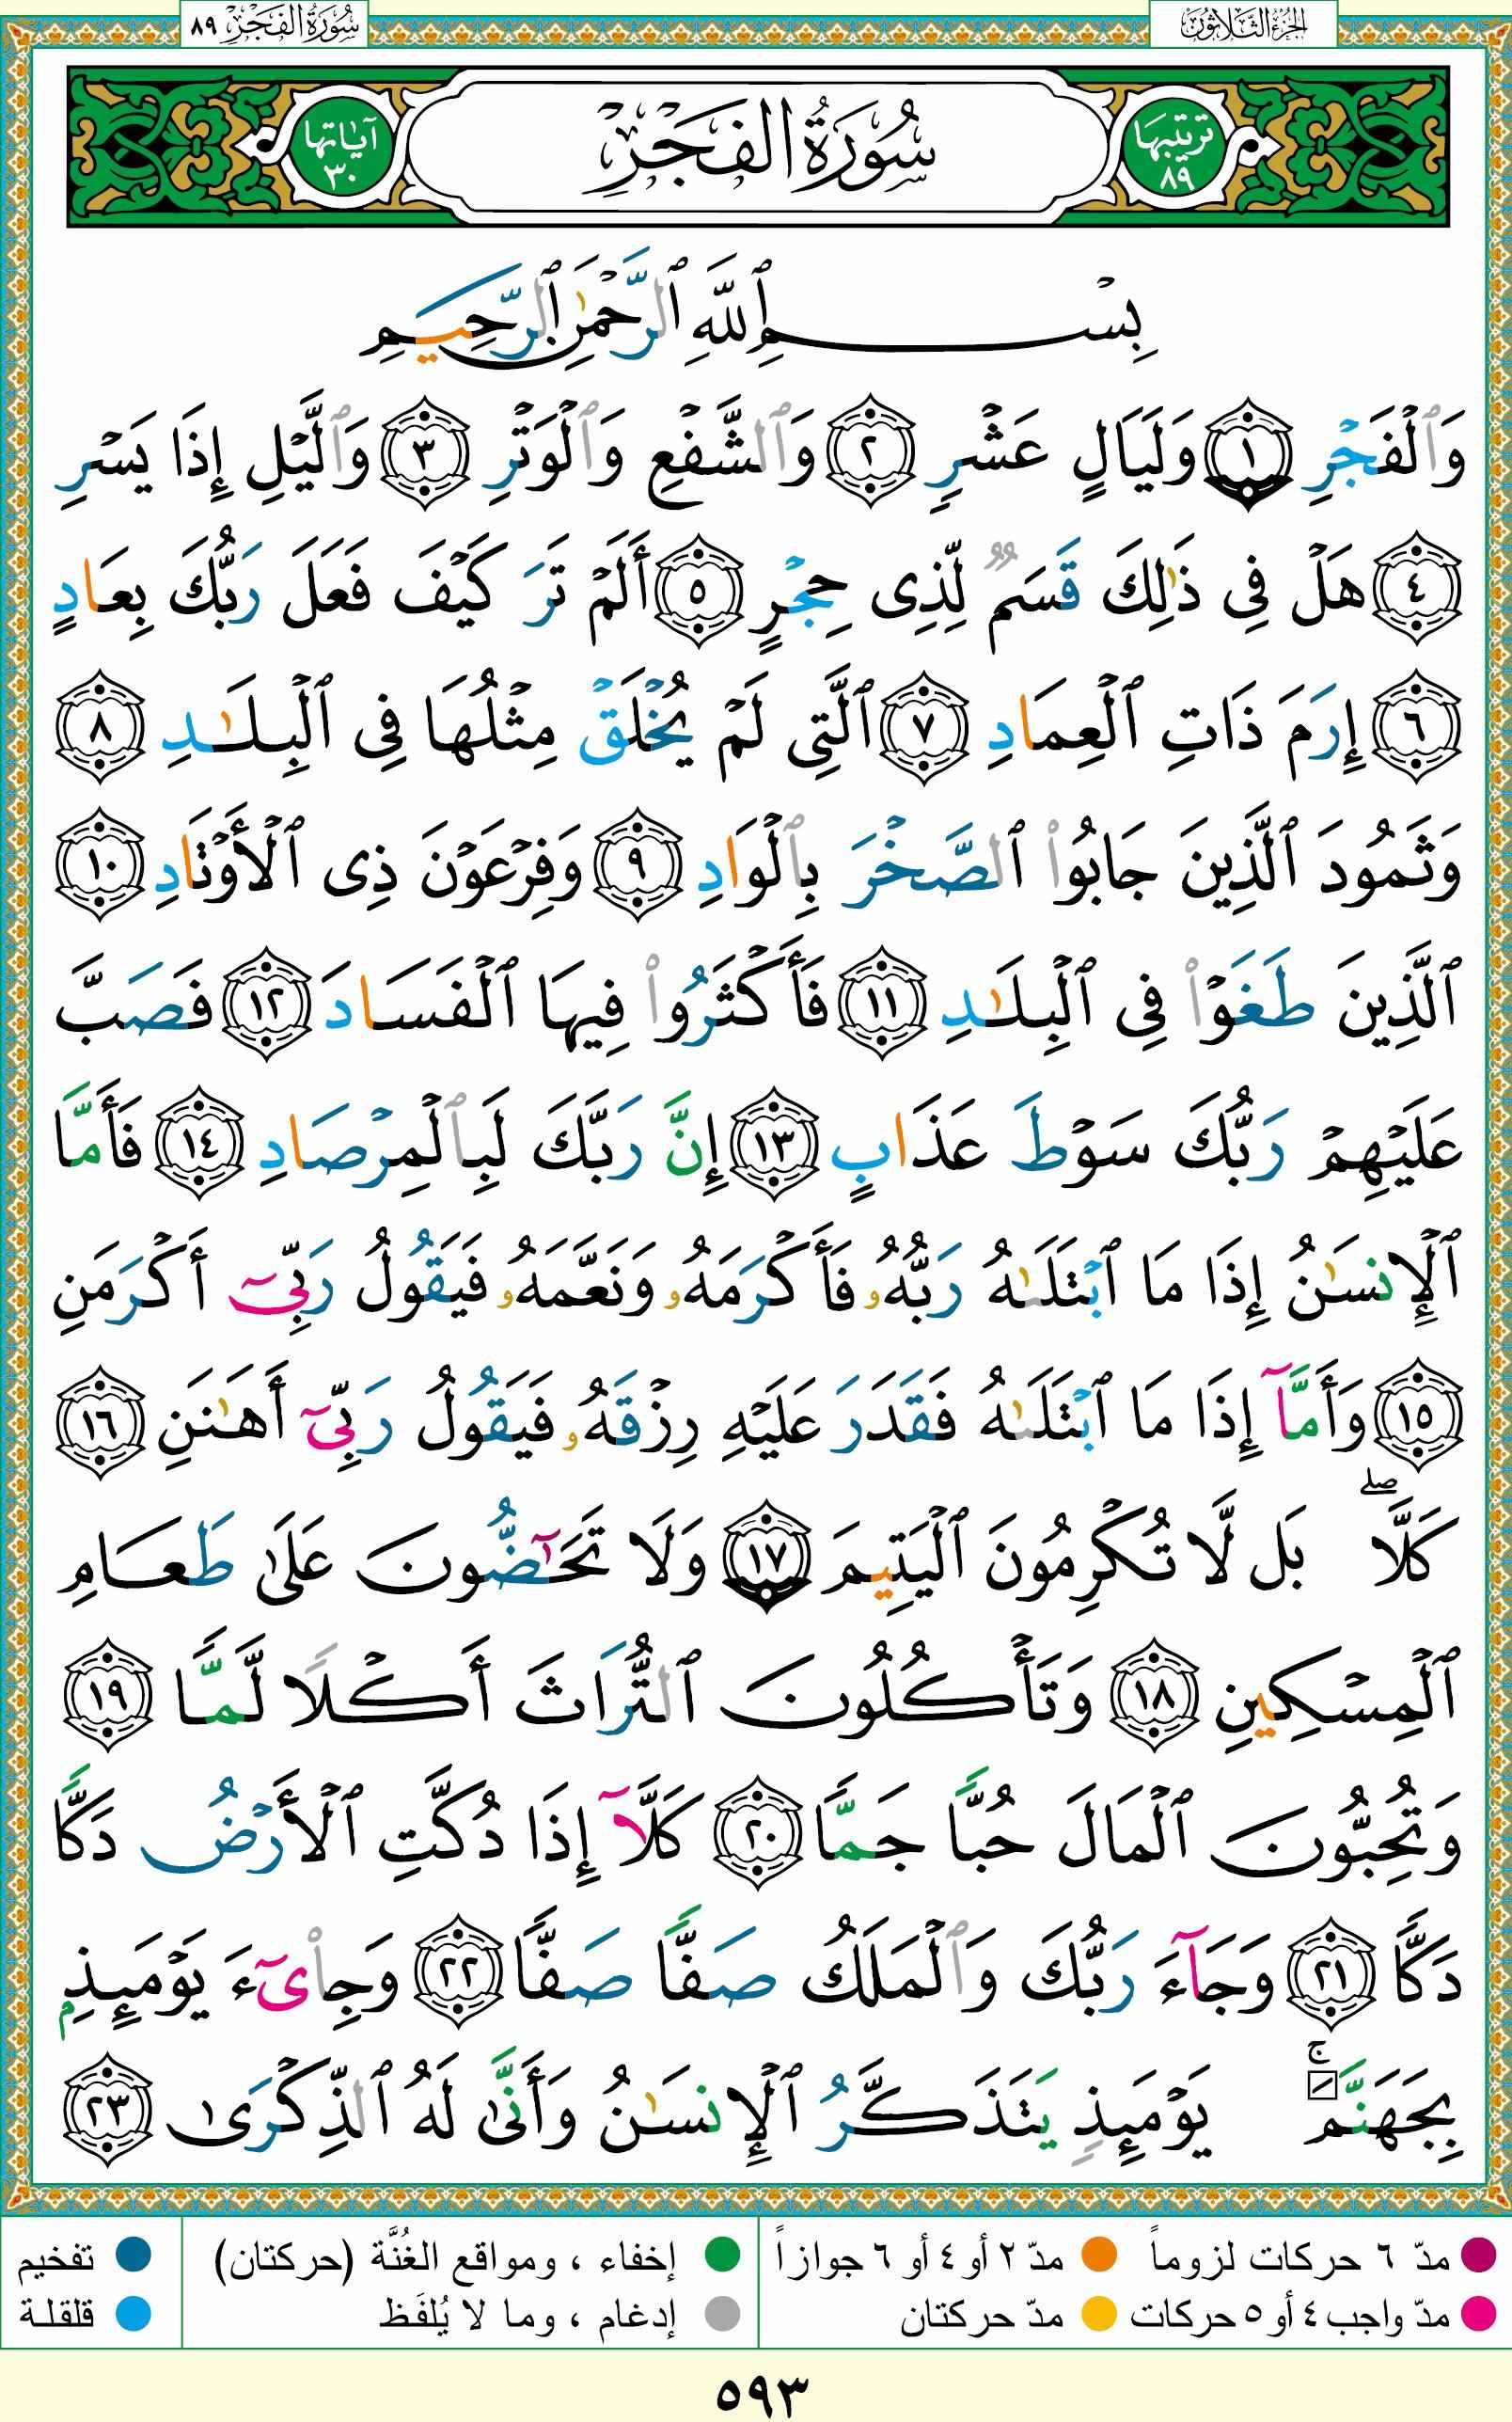 الجزء الثلاثون
سورة الفجر ٨٩
ترتيبها ٨٩
سُورَةُ الفَجْرِ
آياتها ٣٠
بِسْمِ ٱللَّهِ ٱلرَّحْمَٰنِ ٱلرَّحِيمِ
وَٱلْفَجْرِ ١ وَلَيَالٍ عَشْرٍ ٢ وَٱلشَّفْعِ وَٱلْوَتْرِ ٣ وَٱلَّيْلِ إِذَا يَسْرِ
٤ هَلْ فِى ذَٰلِكَ قَسَمٌ لِّذِى حِجْرٍ ٥ أَلَمْ تَرَ كَيْفَ فَعَلَ رَبُّكَ بِعَادٍ
٦ إِرَمَ ذَاتِ ٱلْعِمَادِ ٧ ٱلَّتِى لَمْ يُخْلَقْ مِثْلُهَا فِى ٱلْبِلَٰدِ ٨
وَثَمُودَ ٱلَّذِينَ جَابُوا۟ ٱلصَّخْرَ بِٱلْوَادِ ٩ وَفِرْعَوْنَ ذِى ٱلْأَوْتَادِ ١٠
ٱلَّذِينَ طَغَوْا۟ فِى ٱلْبِلَٰدِ ١١ فَأَكْثَرُوا۟ فِيهَا ٱلْفَسَادَ ١٢ فَصَبَّ
عَلَيْهِمْ رَبُّكَ سَوْطَ عَذَابٍ ١٣ إِنَّ رَبَّكَ لَبِٱلْمِرْصَادِ ١٤ فَأَمَّا
ٱلْإِنسَٰنُ إِذَا مَا ٱبْتَلَىٰهُ رَبُّهُۥ فَأَكْرَمَهُۥ وَنَعَّمَهُۥ فَيَقُولُ رَبِّىٓ أَكْرَمَنِ
١٥ وَأَمَّآ إِذَا مَا ٱبْتَلَىٰهُ فَقَدَرَ عَلَيْهِ رِزْقَهُۥ فَيَقُولُ رَبِّىٓ أَهَٰنَنِ ١٦
كَلَّا ۖ بَل لَّا تُكْرِمُونَ ٱلْيَتِيمَ ١٧ وَلَا تَحَٰٓضُّونَ عَلَىٰ طَعَامِ
ٱلْمِسْكِينِ ١٨ وَتَأْكُلُونَ ٱلتُّرَاثَ أَكْلًا لَّمًّا ١٩
وَتُحِبُّونَ ٱلْمَالَ حُبًّا جَمًّا ٢٠ كَلَّآ إِذَا دُكَّتِ ٱلْأَرْضُ دَكًّا
دَكًّا ٢١ وَجَآءَ رَبُّكَ وَٱلْمَلَكُ صَفًّا صَفًّا ٢٢ وَجِا۟ىٓءَ يَوْمَئِذٍۭ
بِجَهَنَّمَ ۚ يَوْمَئِذٍ يَتَذَكَّرُ ٱلْإِنسَٰنُ وَأَنَّىٰ لَهُ ٱلذِّكْرَىٰ ٢٣
مدّ ٦ حركات لزوماً
مدّ ٢ أو ٤ أو ٦ جوازاً
إخفاء ، ومواقع الغُنَّة (حركتان)
تفخيم
مدّ واجب ٤ أو ٥ حركات
مدّ حركتان
إدغام ، وما لا يُلفَظ
قلقلة
٥٩٣